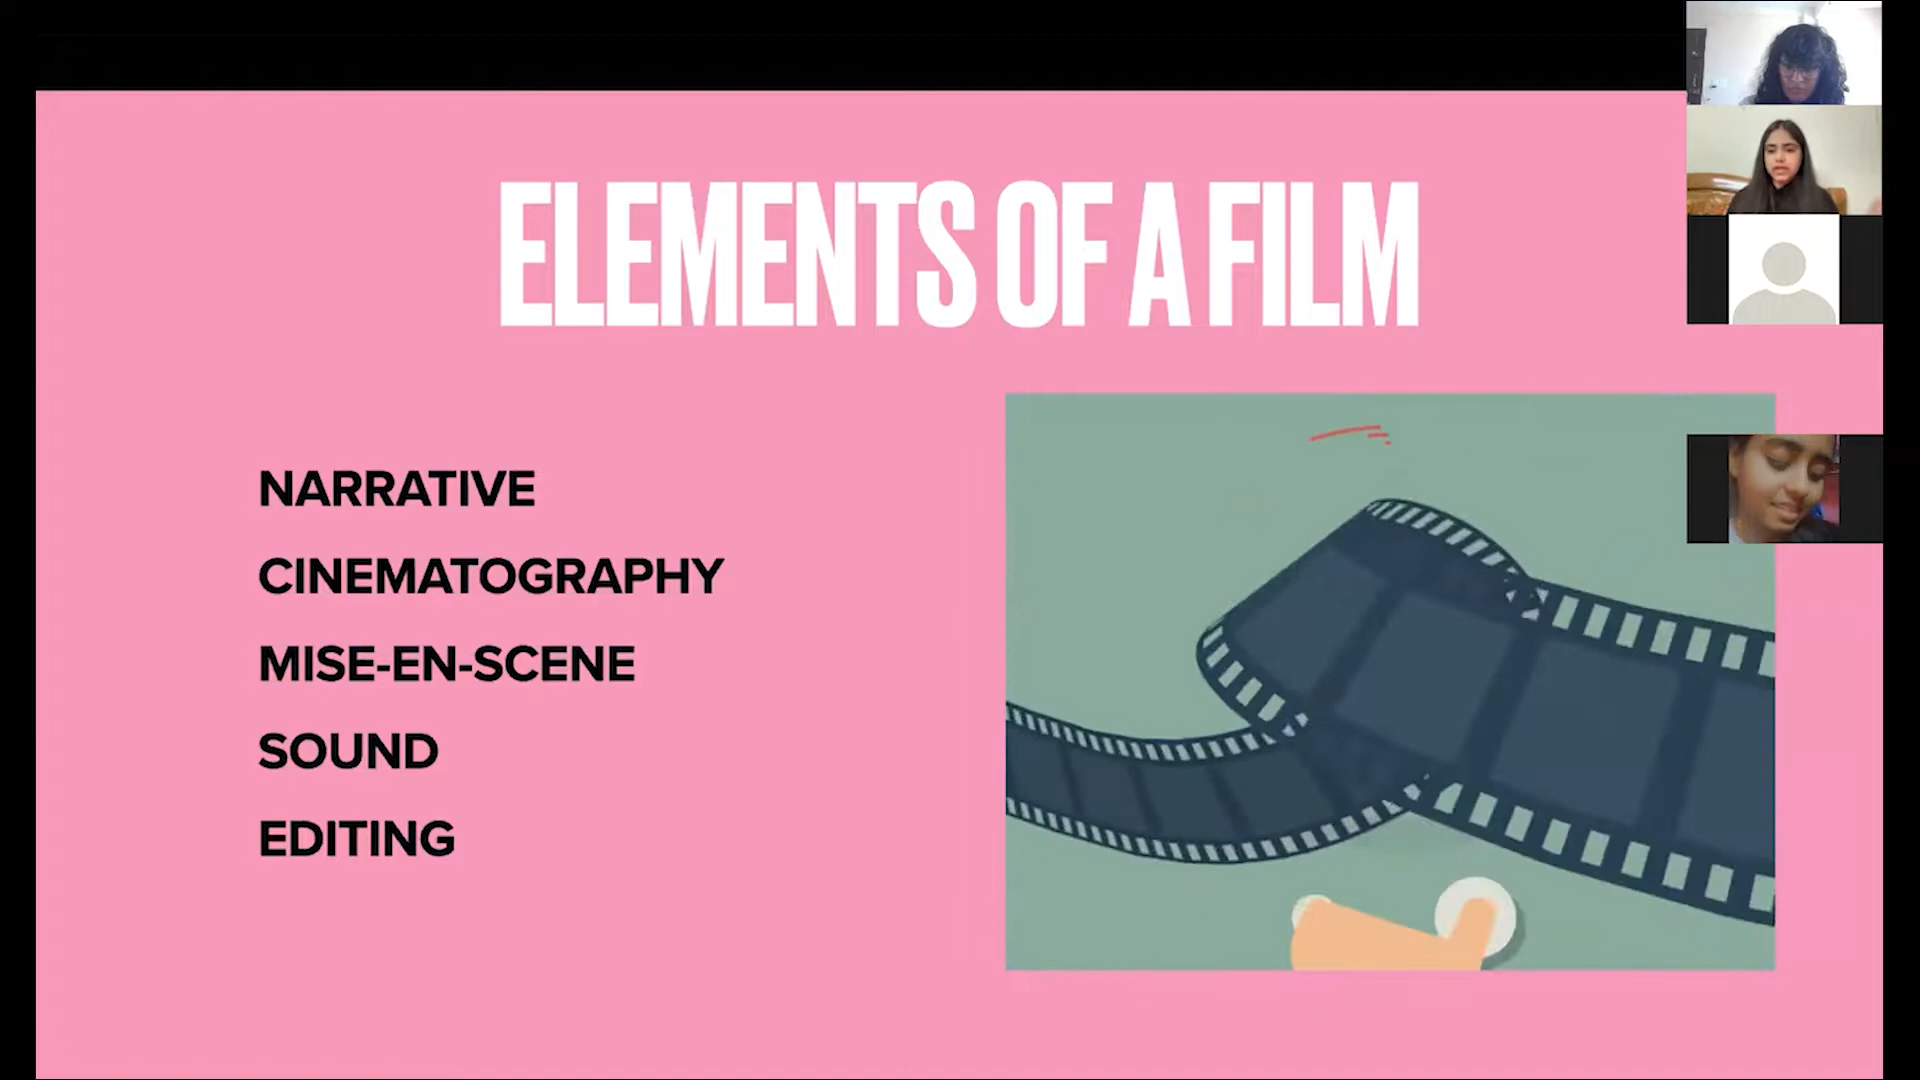 ELEMENTS OF A FILM
NARRATIVE
CINEMATOGRAPHY
MISE-EN-SCENE
SOUND
EDITING